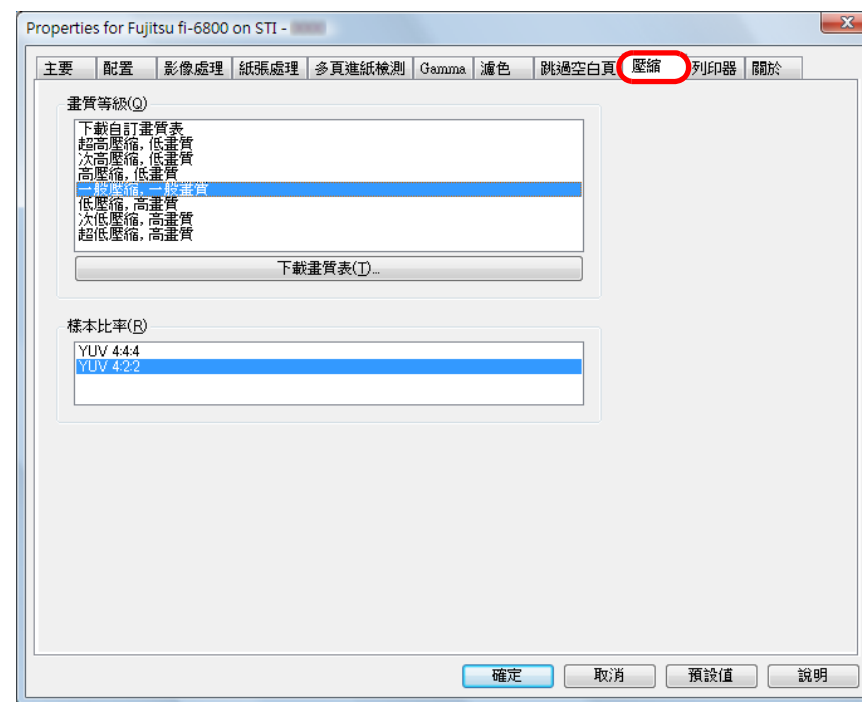 Properties for Fujitsu fi-6800 on STI -
主要 配置 影像處理 紙張處理 多頁進紙檢測 Gamma 濾色 跳過空白頁 壓縮 列印器 關於
畫質等級(Q)
下載自訂畫質表
超高壓縮, 低畫質
次高壓縮, 低畫質
高壓縮, 低畫質
一般壓縮, 一般畫質
低壓縮, 高畫質
次低壓縮, 高畫質
超低壓縮, 高畫質
下載畫質表(T)...
樣本比率(R)
YUV 4:4:4
YUV 4:2:2
確定 取消 預設值 說明